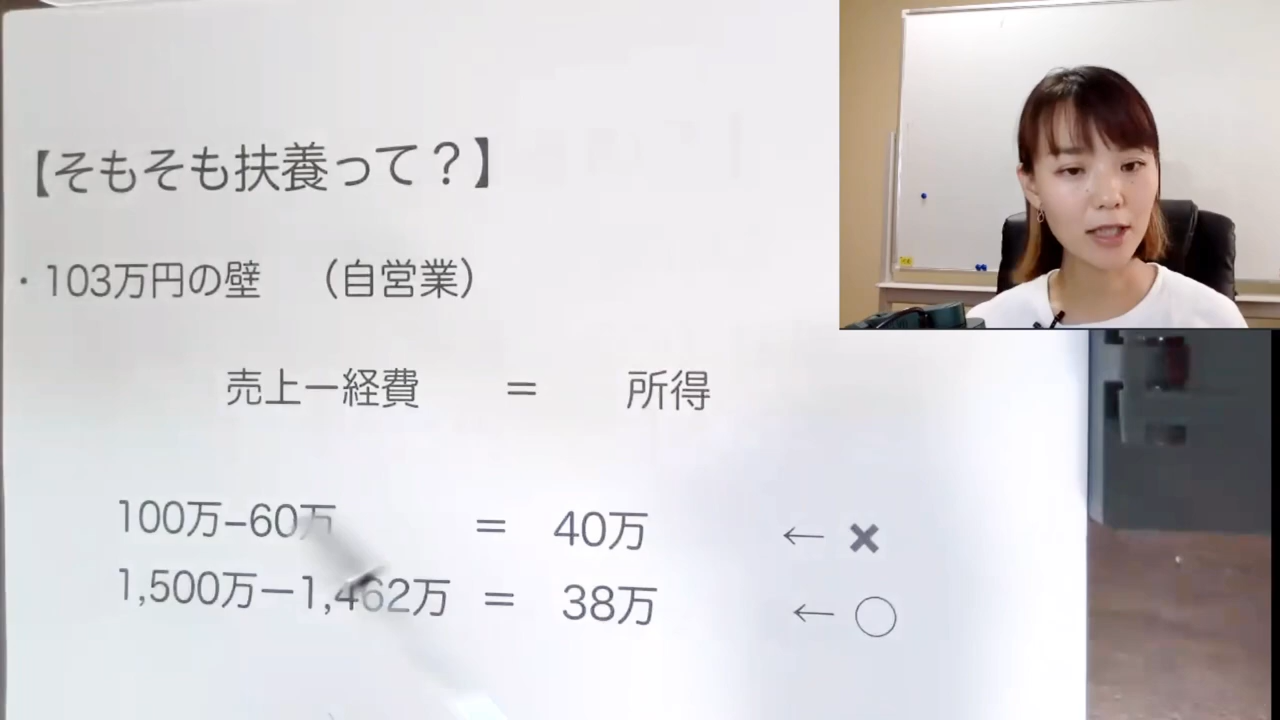 【そもそも扶養って？】
・103万円の壁 （自営業）
売上ー経費 = 所得
100万–60万 = 40万 ← ×
1,500万ー1,462万 = 38万 ← ○